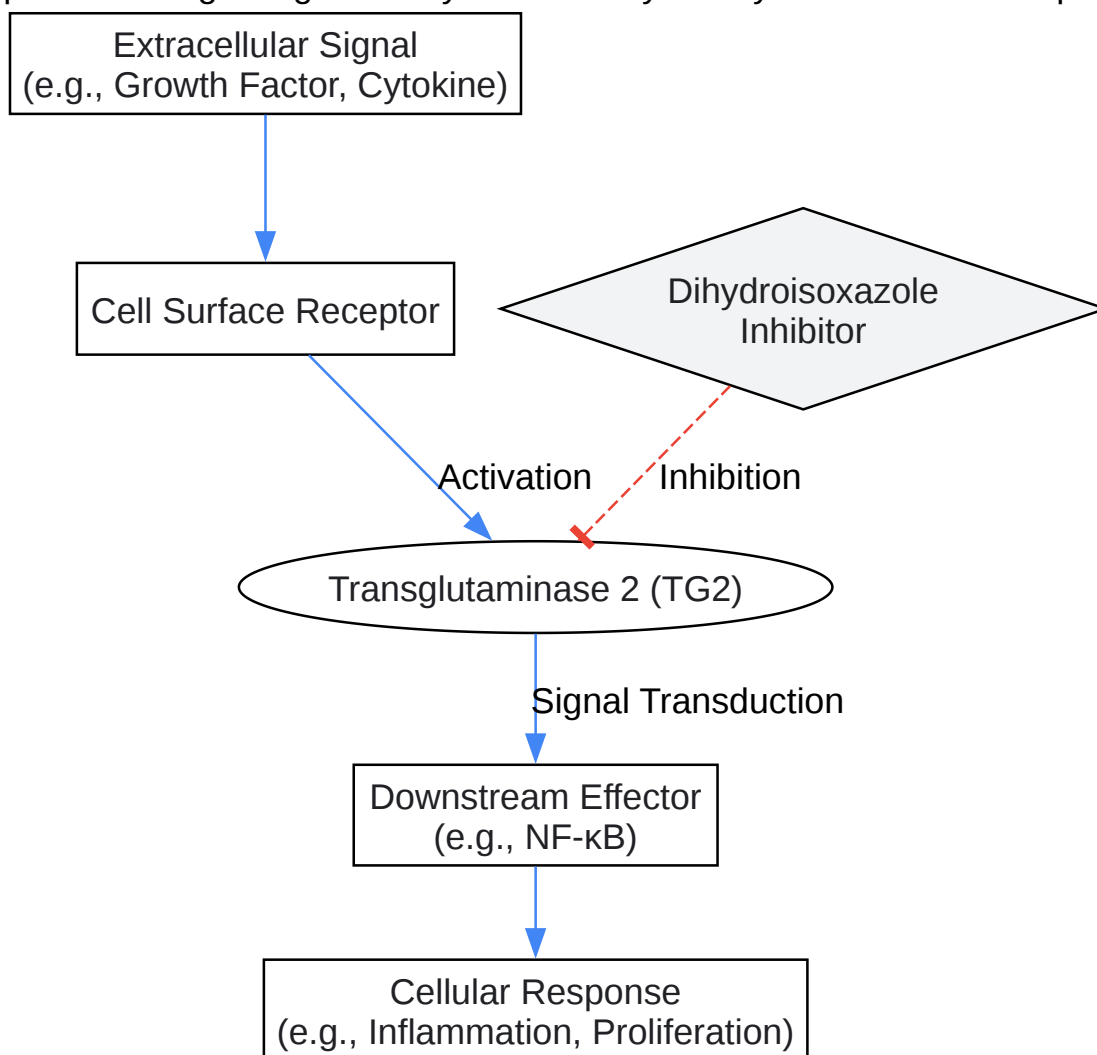 Extracellular Signal
(e.g., Growth Factor, Cytokine)
Cell Surface Receptor
Dihydroisoxazole
Inhibitor
Activation
Inhibition
Transglutaminase 2 (TG2)
Signal Transduction
Downstream Effector
(e.g., NF-κB)
Cellular Response
(e.g., Inflammation, Proliferation)